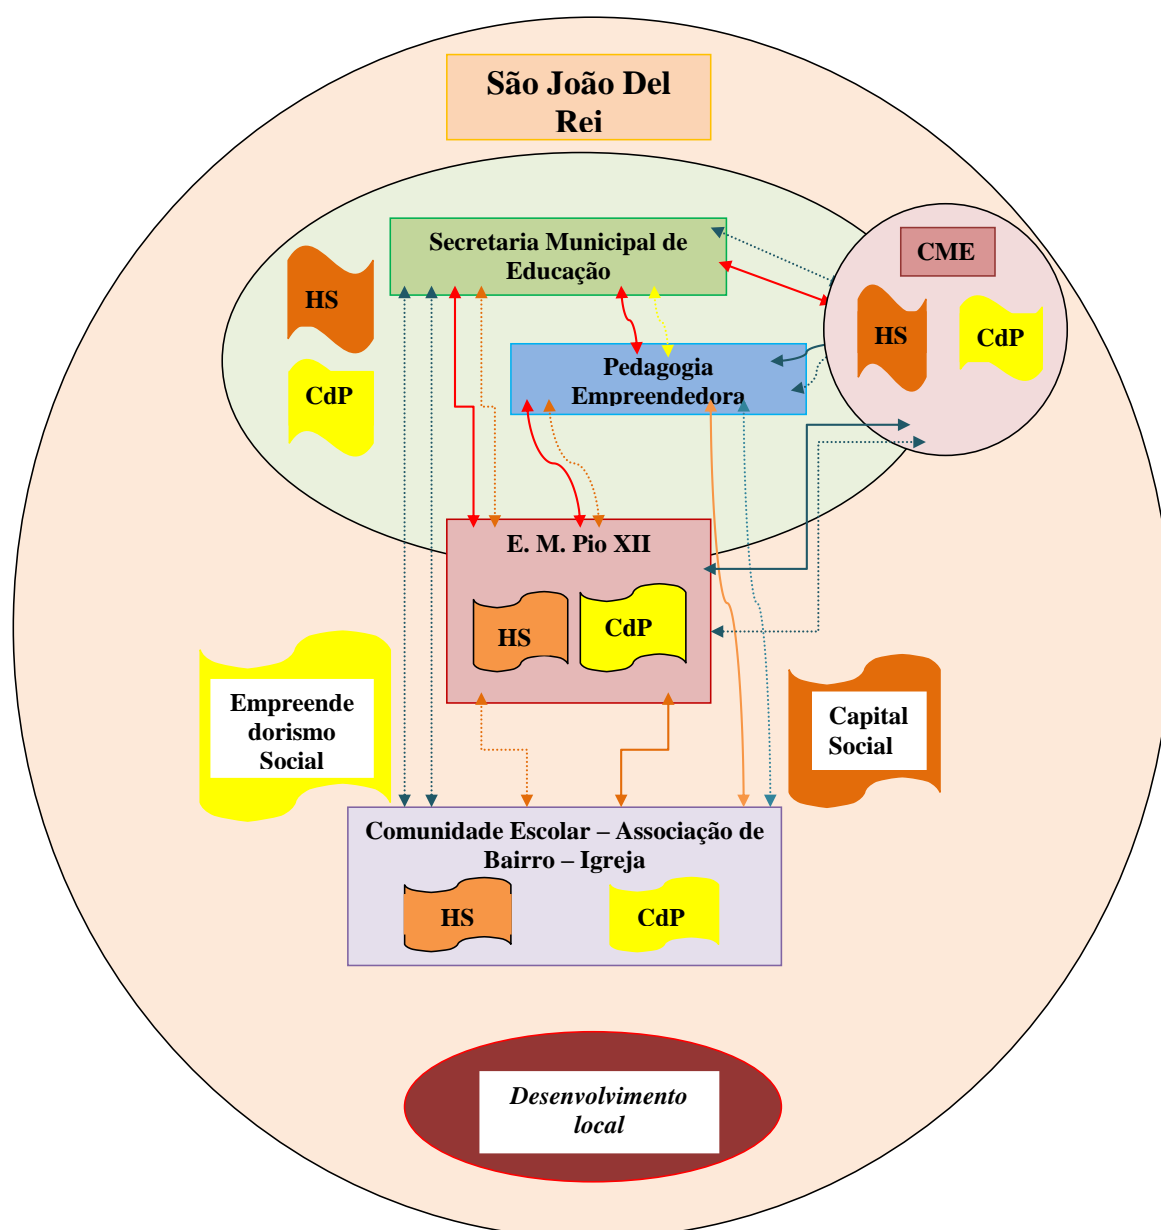 São João Del
Rei
Secretaria Municipal de
Educação
CME
HS
HS
CdP
CdP
Pedagogia
Empreendedora
E. M. Pio XII
HS
CdP
Empreende
dorismo
Social
Capital
Social
Comunidade Escolar – Associação de
Bairro – Igreja
HS
CdP
Desenvolvimento
local